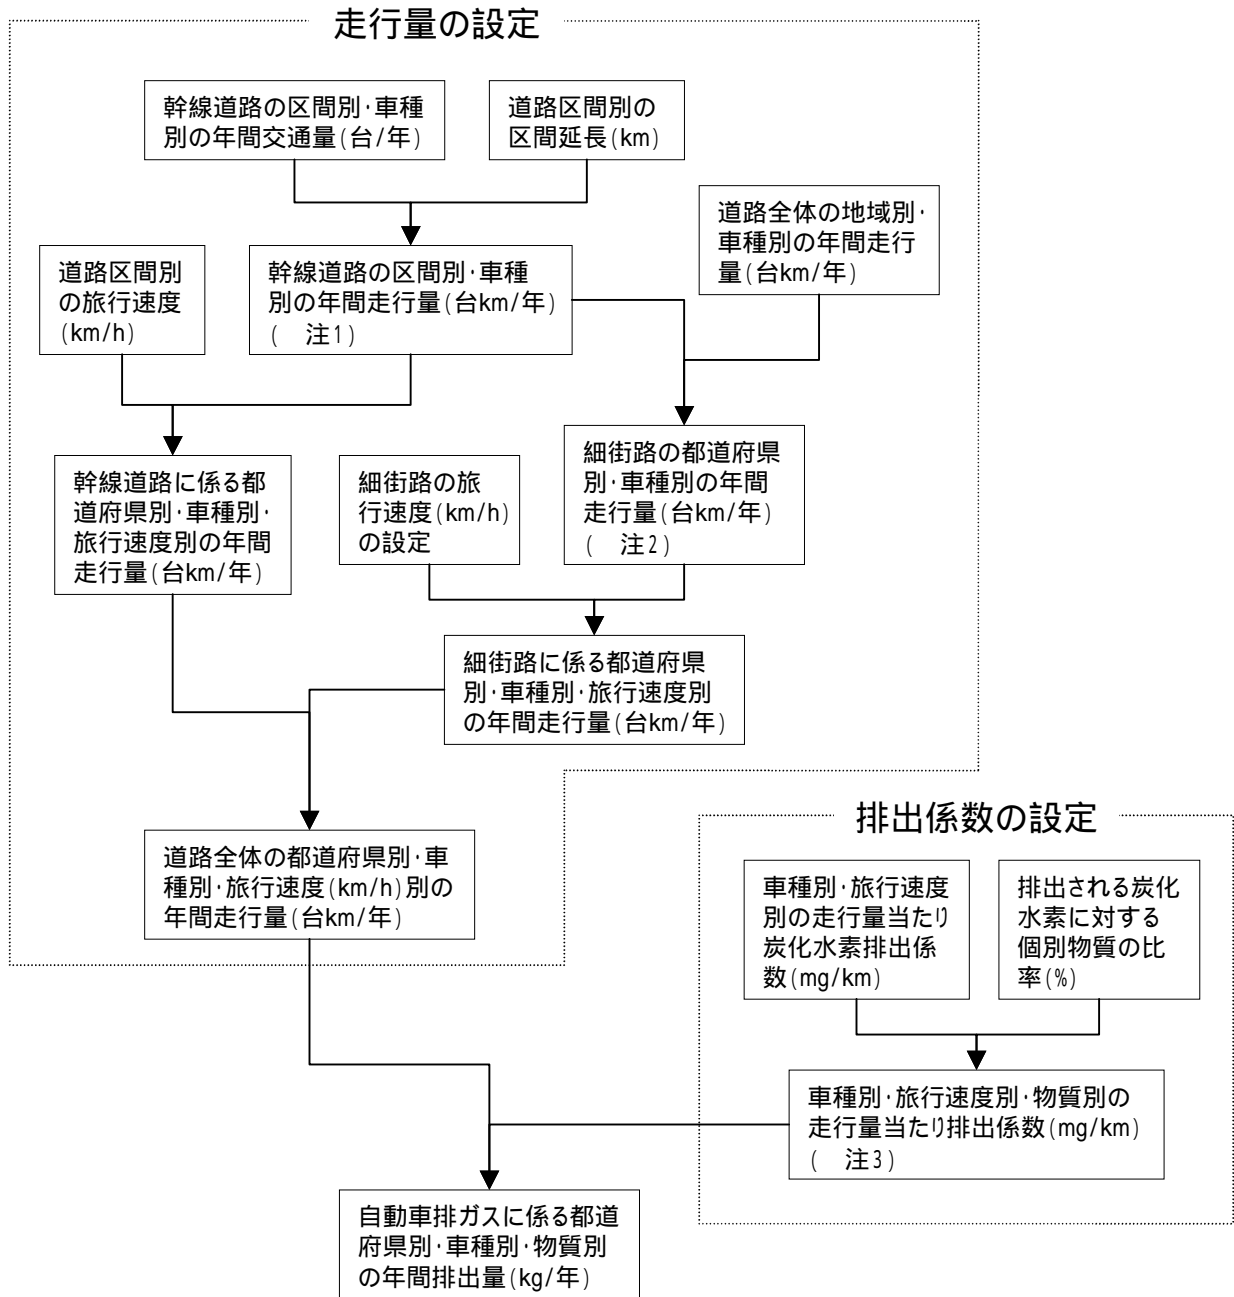 走行量の設定
幹線道路の区間別・車種
別の年間交通量(台/年)
道路区間別の
区間延長(km)
道路全体の地域別・
車種別の年間走行
量(台km/年)
道路区間別
の旅行速度
(km/h)
幹線道路の区間別・車種
別の年間走行量(台km/年)
( 注1)
幹線道路に係る都
道府県別・車種別・
旅行速度別の年間
走行量(台km/年)
細街路の旅
行速度(km/h)
の設定
細街路の都道府県
別・車種別の年間
走行量(台km/年)
( 注2)
細街路に係る都道府県
別・車種別・旅行速度別
の年間走行量(台km/年)
道路全体の都道府県別・車
種別・旅行速度(km/h)別の
年間走行量(台km/年)
排出係数の設定
車種別・旅行速度
別の走行量当たり
炭化水素排出係
数(mg/km)
排出される炭化
水素に対する
個別物質の比
率(%)
車種別・旅行速度別・物質別の
走行量当たり排出係数(mg/km)
( 注3)
自動車排ガスに係る都道
府県別・車種別・物質別
の年間排出量(kg/年)